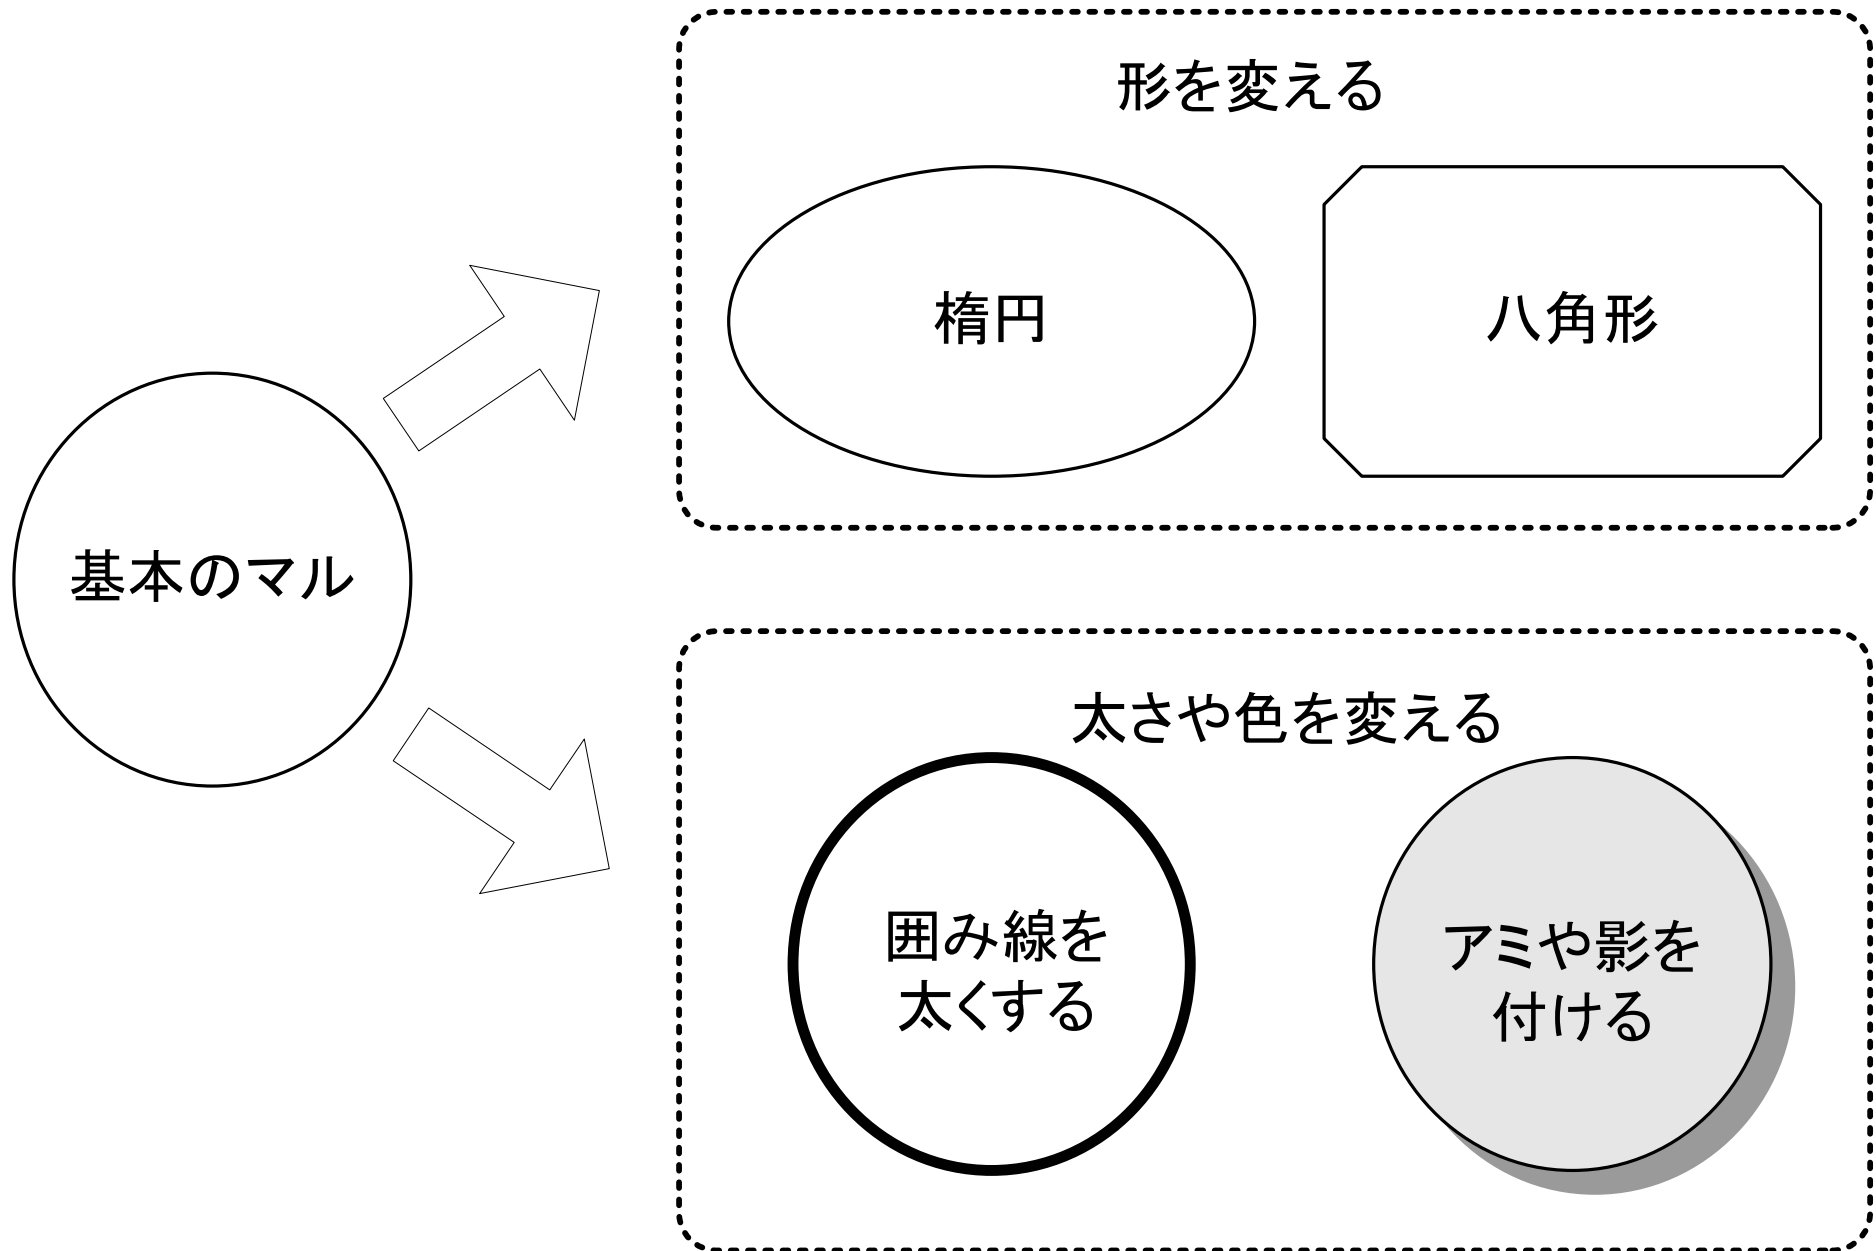 基本のマル
形を変える
楕円
八角形
太さや色を変える
囲み線を
太くする
アミや影を
付ける